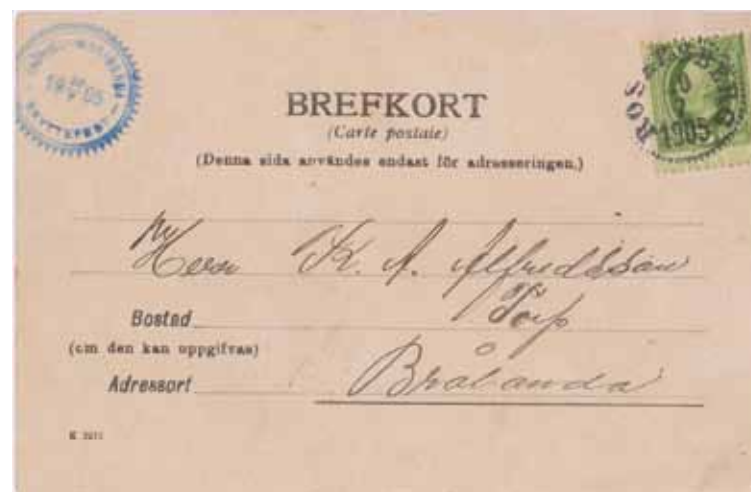 BREFKORT
(Carte postale)
(Denna sida användes endast för adresseringen.)
1905
Herr K. A. Alfredsson
Torp
Bostad
(om den kan uppgifvas)
Adressort Brålanda